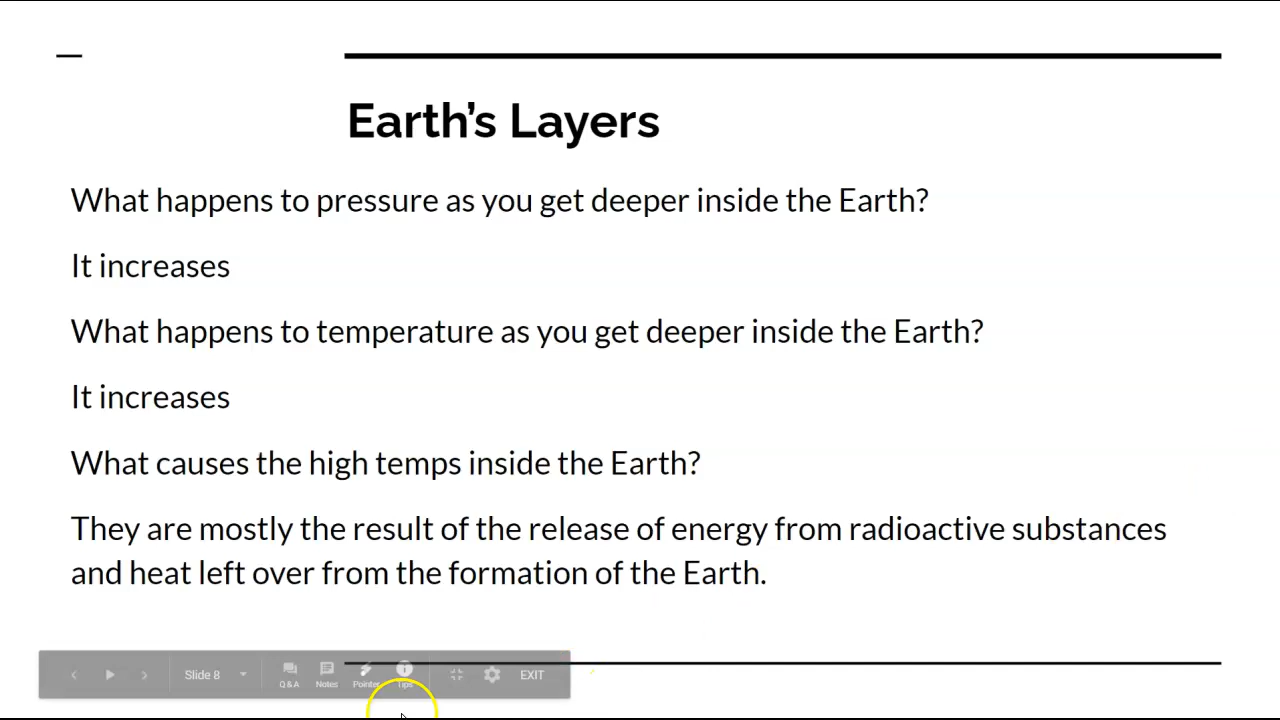 Earth's Layers
What happens to pressure as you get deeper inside the Earth?
It increases
What happens to temperature as you get deeper inside the Earth?
It increases
What causes the high temps inside the Earth?
They are mostly the result of the release of energy from radioactive substances
and heat left over from the formation of the Earth.
Slide 8 Q&A Notes Pointer Tips EXIT